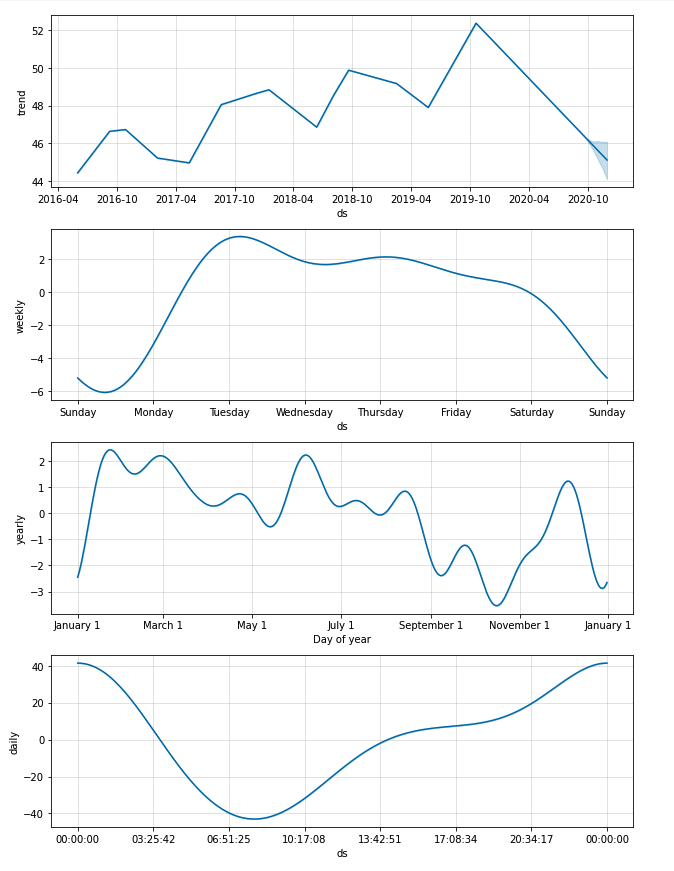 52
50
48
46
44
trend
2016-04 2016-10 2017-04 2017-10 2018-04 2018-10 2019-04 2019-10 2020-04 2020-10
ds
2
0
−2
−4
−6
weekly
Sunday Monday Tuesday Wednesday Thursday Friday Saturday Sunday
ds
2
1
0
−1
−2
−3
yearly
January 1 March 1 May 1 July 1 September 1 November 1 January 1
Day of year
40
20
0
−20
−40
daily
00:00:00 03:25:42 06:51:25 10:17:08 13:42:51 17:08:34 20:34:17 00:00:00
ds